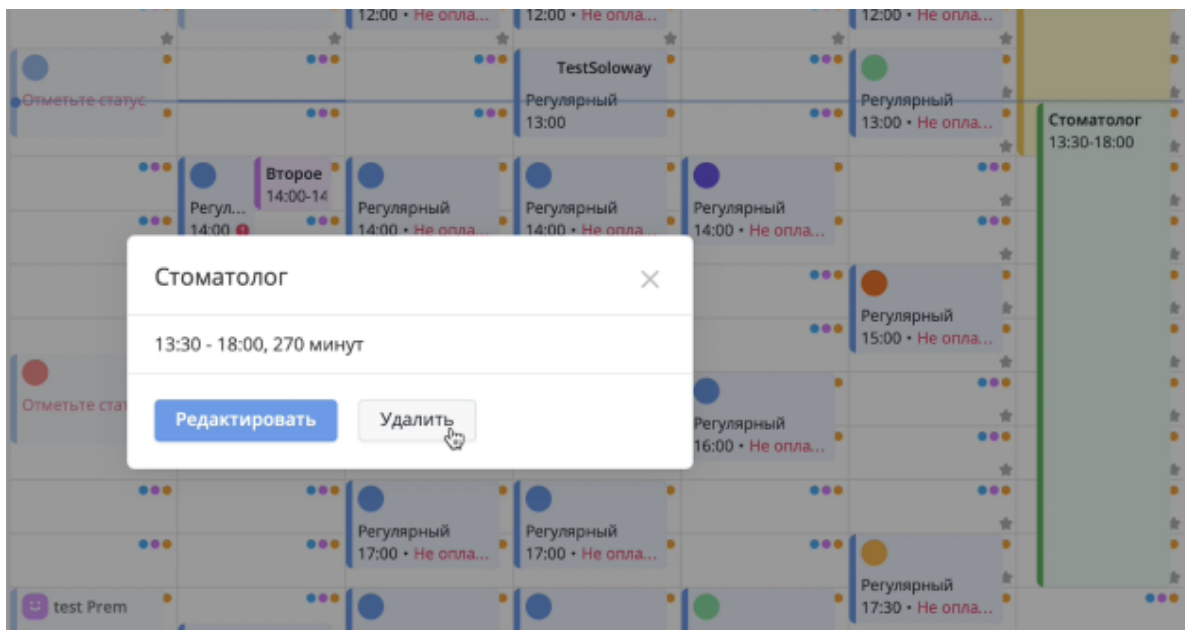 12:00 • Не опла...
12:00 • Не опла...
12:00 • Не опла...
Отметьте статус
TestSoloway
Регулярный
13:00
Регулярный
13:00 • Не опла...
Стоматолог
13:30-18:00
Регул...
14:00
Второе
14:00-14
Регулярный
14:00 • Не опла...
Регулярный
14:00 • Не опла...
Регулярный
14:00 • Не опла...
Стоматолог
13:30 - 18:00, 270 минут
Редактировать
Удалить
Регулярный
15:00 • Не опла...
Отметьте стат
Регулярный
16:00 • Не опла...
Регулярный
17:00 • Не опла...
Регулярный
17:00 • Не опла...
Регулярный
17:30 • Не опла...
test Prem